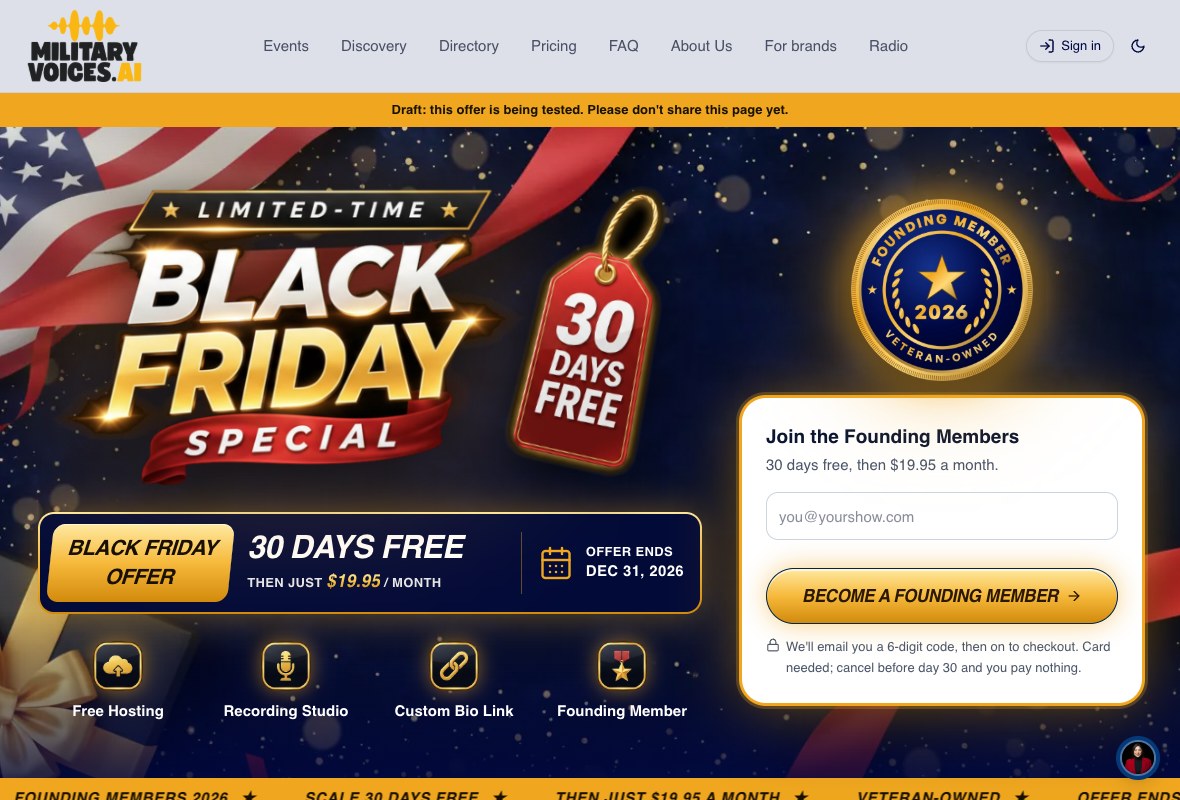 MILITARY
VOICES.AI
Events
Discovery
Directory
Pricing
FAQ
About Us
For brands
Radio
Sign in
Draft: this offer is being tested. Please don't share this page yet.
LIMITED-TIME
BLACK
FRIDAY
SPECIAL
30
DAYS
FREE
FOUNDING MEMBER
2026
VETERAN-OWNED
Join the Founding Members
30 days free, then $19.95 a month.
you@yourshow.com
BECOME A FOUNDING MEMBER →
We'll email you a 6-digit code, then on to checkout. Card
needed; cancel before day 30 and you pay nothing.
BLACK FRIDAY
OFFER
30 DAYS FREE
THEN JUST $19.95 / MONTH
OFFER ENDS
DEC 31, 2026
Free Hosting
Recording Studio
Custom Bio Link
Founding Member
FOUNDING MEMBERS 2026 ★ SCALE 30 DAYS FREE ★ THEN JUST $19.95 A MONTH ★ VETERAN-OWNED ★ OFFER ENDS